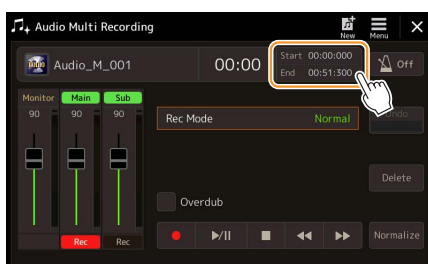 Audio Multi Recording
New
Menu
Audio_M_001
00:00
Start 00:00:000
End 00:51:300
Off
Monitor Main Sub
90 90 90
Rec Mode Normal
Undo
Delete
Overdub
Rec Rec
Normalize